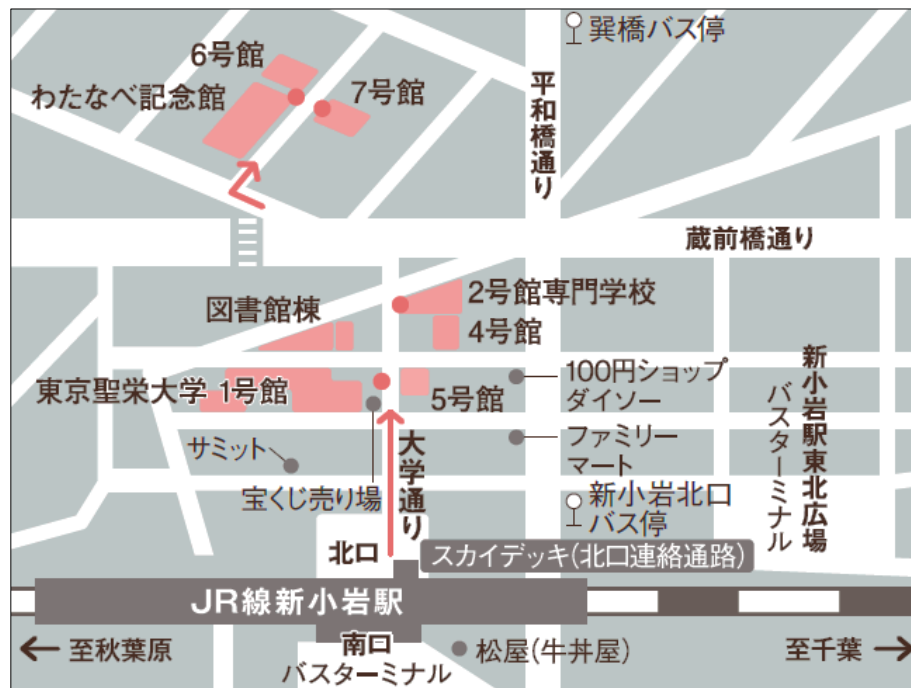 巽橋バス停
6号館
わたなべ記念館
7号館
平和橋通り
蔵前橋通り
図書館棟
2号館専門学校
4号館
東京聖栄大学 1号館
5号館
100円ショップ
ダイソー
新小岩駅東北広場
バスターミナル
サミット
宝くじ売り場
大学通り
ファミリー
マート
新小岩北口
バス停
北口
スカイデッキ(北口連絡通路)
JR線新小岩駅
南口
バスターミナル
←至秋葉原
松屋(牛丼屋)
至千葉→